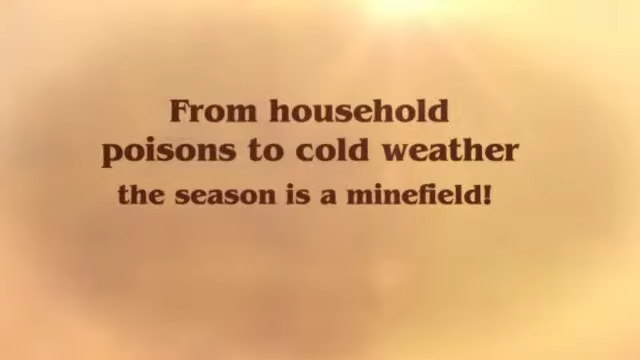 From household
poisons to cold weather
the season is a minefield!